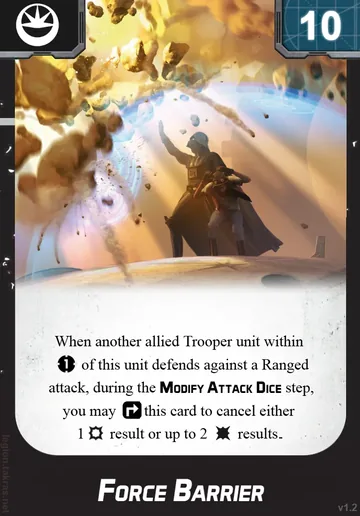 10
When another allied Trooper unit within
1 of this unit defends against a Ranged
attack, during the MODIFY ATTACK DICE step,
you may this card to cancel either
1 result or up to 2 results.
FORCE BARRIER
v1.2